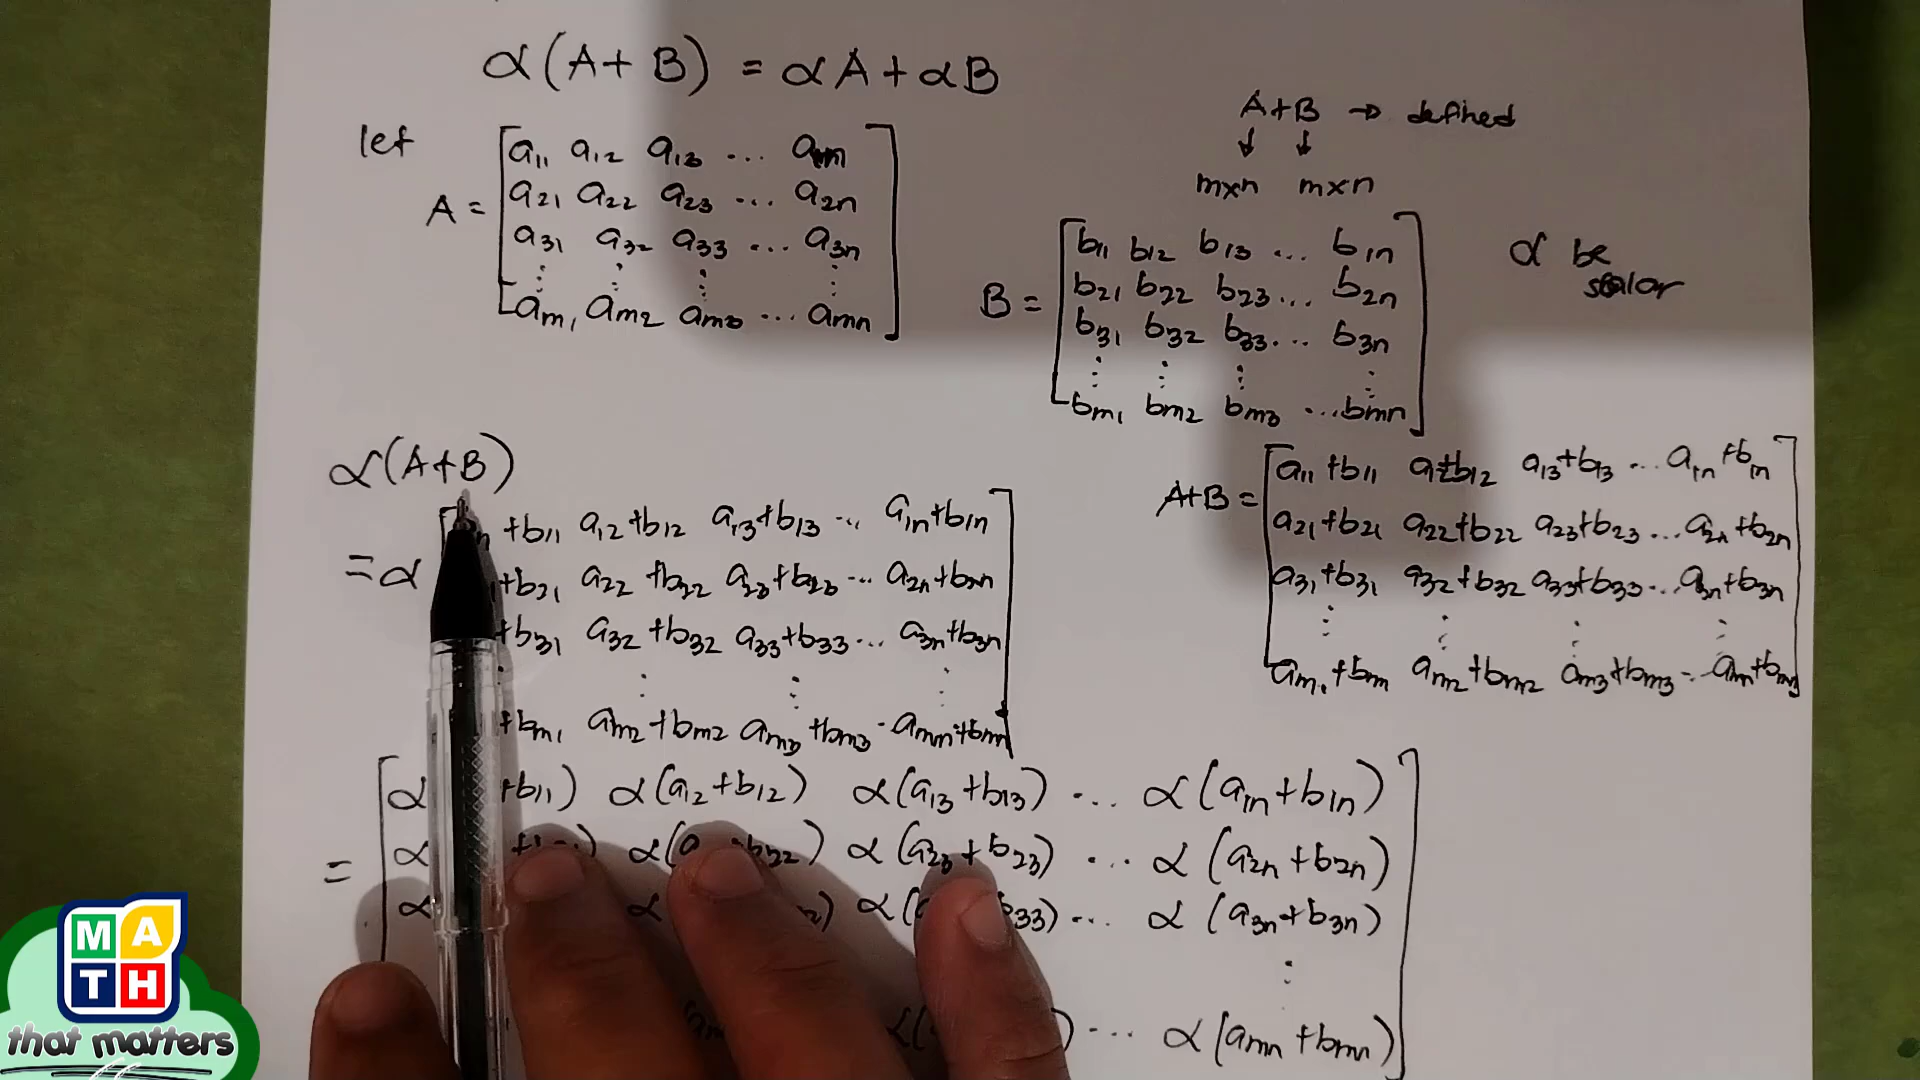 α(A+B) = αA+αB
A+B → defined
↓ ↓
m×n m×n
let
A = [a11 a12 a13 ...
a21 a22 a23 ... a2n
a31 a32 a33 ... a3n
⋮ ⋮ ⋮ ⋮
am1 am2 am3 ... amn]
B = [b11 b12 b13 ... b1n
b21 b22 b23 ... b2n
b31 b32 b33 ... b3n
⋮ ⋮ ⋮ ⋮
bm1 bm2 bm3 ... bmn]
α be
scalar
A+B = [a11+b11 a+b12 a13+b13 ... a1n+b1n
a21+b21 a22+b22 a23+b23 ... a2n+b2n
a31+b31 a32+b32 a33+b33 ... a3n+b3n
⋮ ⋮ ⋮ ⋮
am1+bm am2+bm2 am3+bm3 ...
α(A+B)
= α [ +b11 a12+b12 a13+b13 ... a1n+b1n
+b21 a22+b22 a23+b23 ... a2n+b2n
+b31 a32+b32 a33+b33 ... a3n+b3n
⋮ ⋮ ⋮ ⋮
+bm1 am2+bm2 am3+bm3 .. amn+bmn]
= [α +b11) α(a12+b12) α(a13+b13) ... α(a1n+b1n)
α α( α(a23+b23) ... α(a2n+b2n)
α α α( b33) ... α(a3n+b3n)
⋮
... α(amn+bmn)]
MATH
that matters